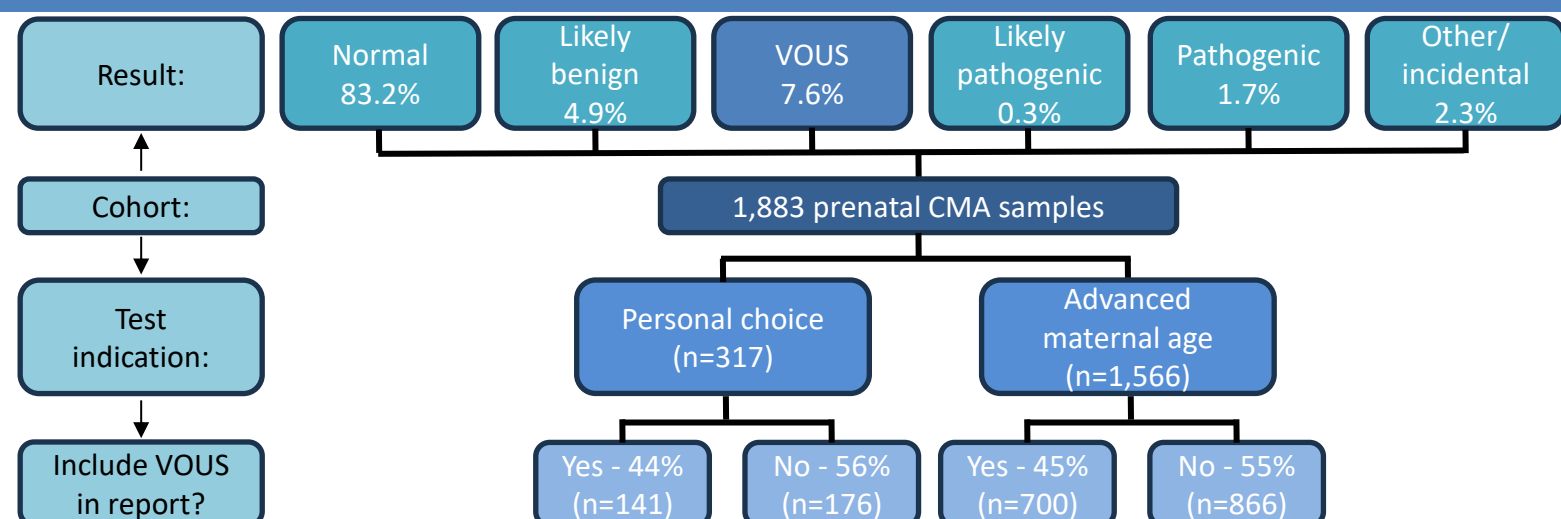 Result:
Normal
83.2%
Likely
benign
4.9%
VOUS
7.6%
Likely
pathogenic
0.3%
Pathogenic
1.7%
Other/
incidental
2.3%
Cohort:
1,883 prenatal CMA samples
Test
indication:
Personal choice
(n=317)
Advanced
maternal age
(n=1,566)
Include VOUS
in report?
Yes - 44%
(n=141)
No - 56%
(n=176)
Yes - 45%
(n=700)
No - 55%
(n=866)